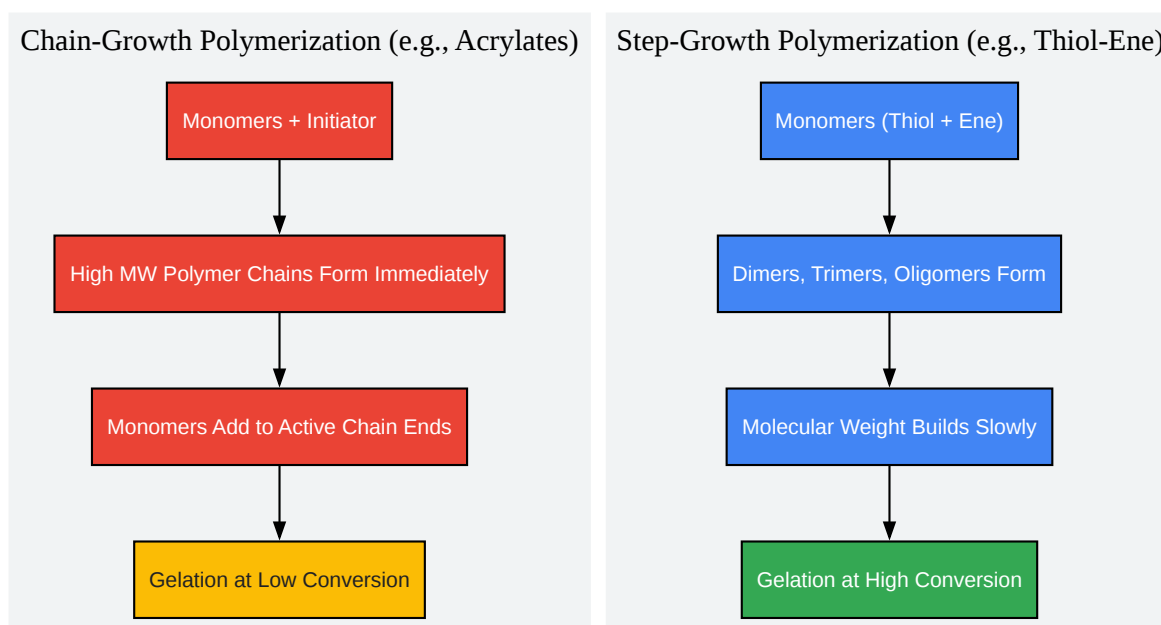 Chain-Growth Polymerization (e.g., Acrylates)
Monomers + Initiator
High MW Polymer Chains Form Immediately
Monomers Add to Active Chain Ends
Gelation at Low Conversion
Step-Growth Polymerization (e.g., Thiol-Ene)
Monomers (Thiol + Ene)
Dimers, Trimers, Oligomers Form
Molecular Weight Builds Slowly
Gelation at High Conversion